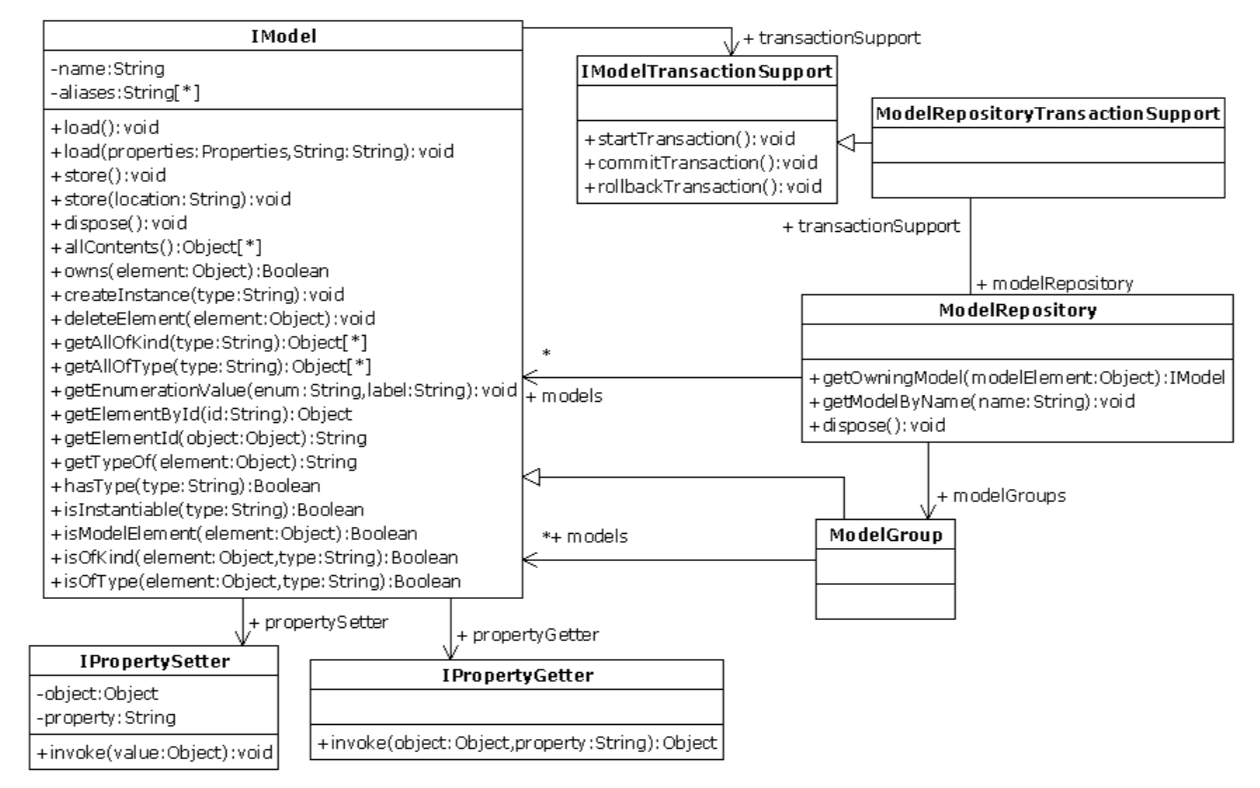 IModel
-name:String
-aliases:String[*]
+load():void
+load(properties:Properties,String:String):void
+store():void
+store(location:String):void
+dispose():void
+allContents():Object[*]
+owns(element:Object):Boolean
+createInstance(type:String):void
+deleteElement(element:Object):void
+getAllOfKind(type:String):Object[*]
+getAllOfType(type:String):Object[*]
+getEnumerationValue(enum:String,label:String):void
+getElementById(id:String):Object
+getElementId(object:Object):String
+getTypeOf(element:Object):String
+hasType(type:String):Boolean
+isInstantiable(type:String):Boolean
+isModelElement(element:Object):Boolean
+isOfKind(element:Object,type:String):Boolean
+isOfType(element:Object,type:String):Boolean
+ transactionSupport
IModelTransactionSupport
+startTransaction():void
+commitTransaction():void
+rollbackTransaction():void
ModelRepositoryTransactionSupport
+ transactionSupport
+ modelRepository
ModelRepository
+getOwningModel(modelElement:Object):IModel
+getModelByName(name:String):void
+dispose():void
*
+ models
+ modelGroups
ModelGroup
*+ models
+ propertySetter
+ propertyGetter
IPropertySetter
-object:Object
-property:String
+invoke(value:Object):void
IPropertyGetter
+invoke(object:Object,property:String):Object